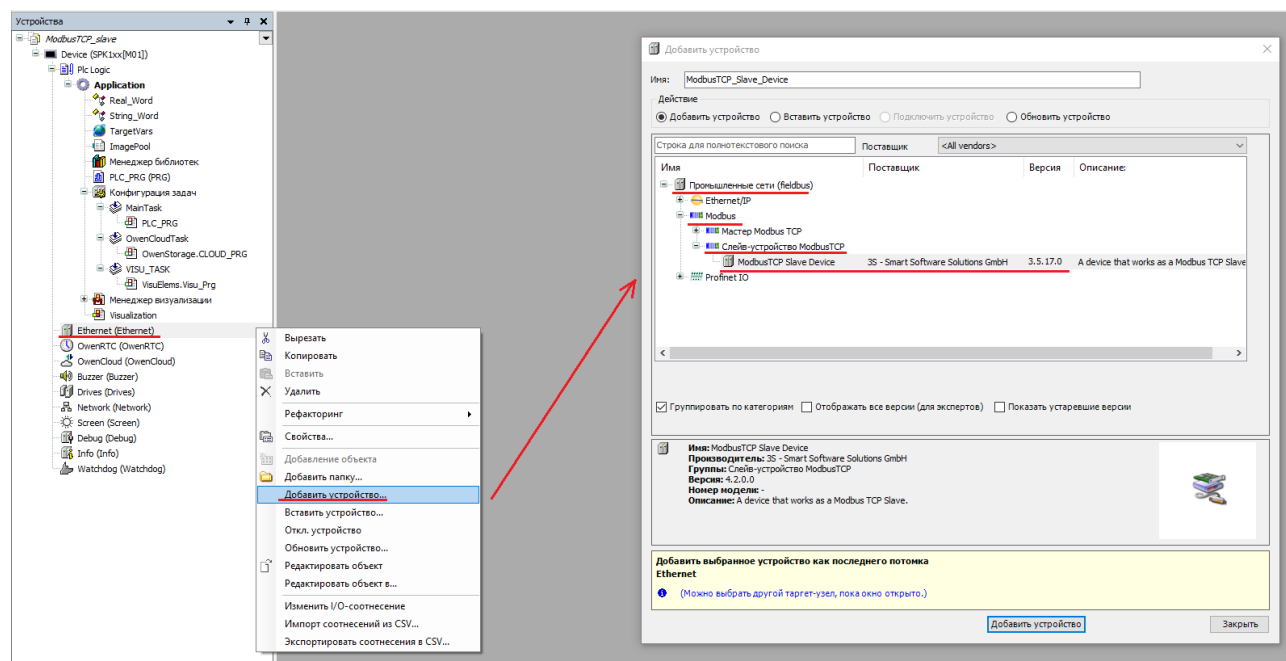 Устройства
ModbusTCP_slave
Device (SPK1xx[M01])
Plc Logic
Application
Real_Word
String_Word
TargetVars
ImagePool
Менеджер библиотек
PLC_PRG (PRG)
Конфигурация задач
MainTask
PLC_PRG
OwenCloudTask
OwenStorage.CLOUD_PRG
VISU_TASK
VisuElems.Visu_Prg
Менеджер визуализации
Visualization
Ethernet (Ethernet)
OwenRTC (OwenRTC)
OwenCloud (OwenCloud)
Buzzer (Buzzer)
Drives (Drives)
Network (Network)
Screen (Screen)
Debug (Debug)
Info (Info)
Watchdog (Watchdog)
Вырезать
Копировать
Вставить
Удалить
Рефакторинг
Свойства...
Добавление объекта
Добавить папку...
Добавить устройство...
Вставить устройство...
Откл. устройство
Обновить устройство...
Редактировать объект
Редактировать объект в...
Изменить I/O-соотнесение
Импорт соотнесений из CSV...
Экспортировать соотнесения в CSV...
Добавить устройство
Имя: ModbusTCP_Slave_Device
Действие
Добавить устройство Вставить устройство Подключить устройство Обновить устройство
Строка для полнотекстового поиска Поставщик <All vendors>
Имя Поставщик Версия Описание:
Промышленные сети (fieldbus)
Ethernet/IP
Modbus
Мастер Modbus TCP
Слейв-устройство ModbusTCP
ModbusTCP Slave Device 3S - Smart Software Solutions GmbH 3.5.17.0 A device that works as a Modbus TCP Slave
Profinet IO
Группировать по категориям Отображать все версии (для экспертов) Показать устаревшие версии
Имя: ModbusTCP Slave Device
Производитель: 3S - Smart Software Solutions GmbH
Группы: Слейв-устройство ModbusTCP
Версия: 4.2.0.0
Номер модели: -
Описание: A device that works as a Modbus TCP Slave.
Добавить выбранное устройство как последнего потомка
Ethernet
(Можно выбрать другой таргет-узел, пока окно открыто.)
Добавить устройство Закрыть